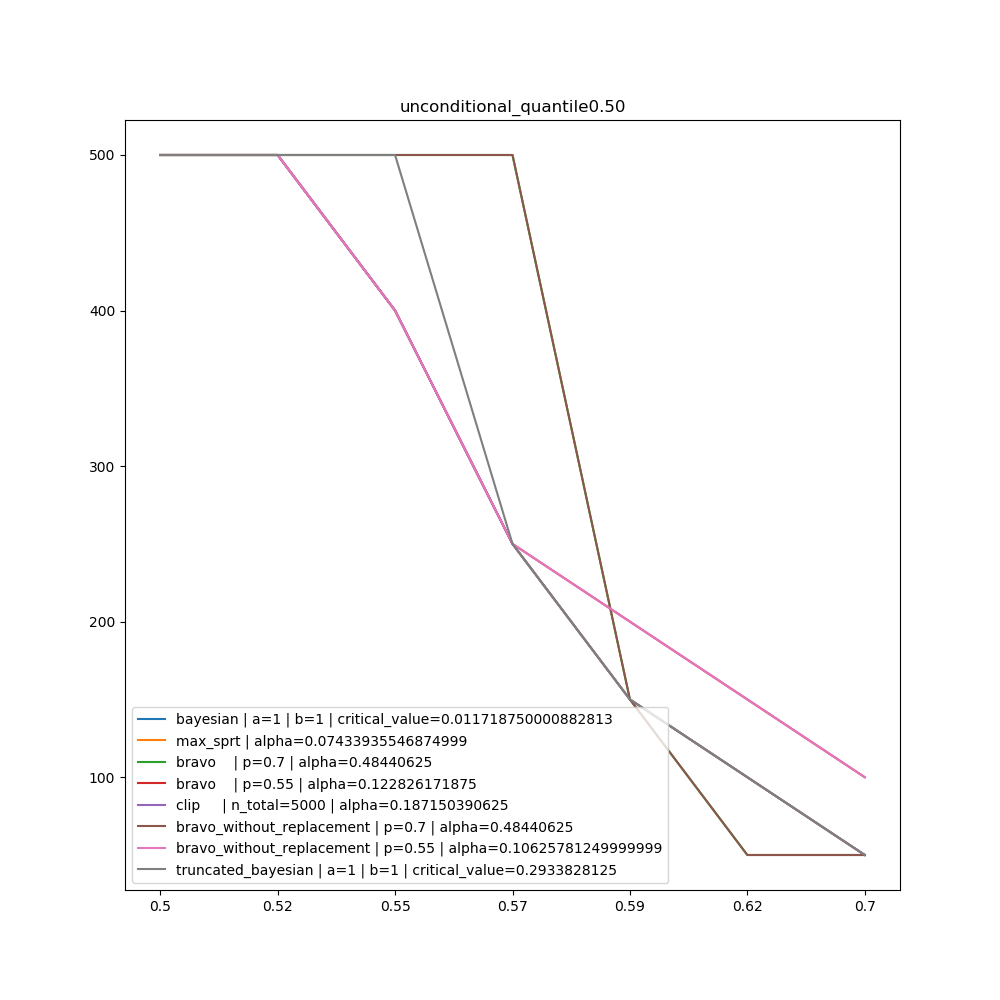 unconditional_quantile0.50
500
400
300
200
100
bayesian | a=1 | b=1 | critical_value=0.011718750000882813
max_sprt | alpha=0.07433935546874999
bravo | p=0.7 | alpha=0.48440625
bravo | p=0.55 | alpha=0.122826171875
clip | n_total=5000 | alpha=0.187150390625
bravo_without_replacement | p=0.7 | alpha=0.48440625
bravo_without_replacement | p=0.55 | alpha=0.10625781249999999
truncated_bayesian | a=1 | b=1 | critical_value=0.2933828125
0.5 0.52 0.55 0.57 0.59 0.62 0.7